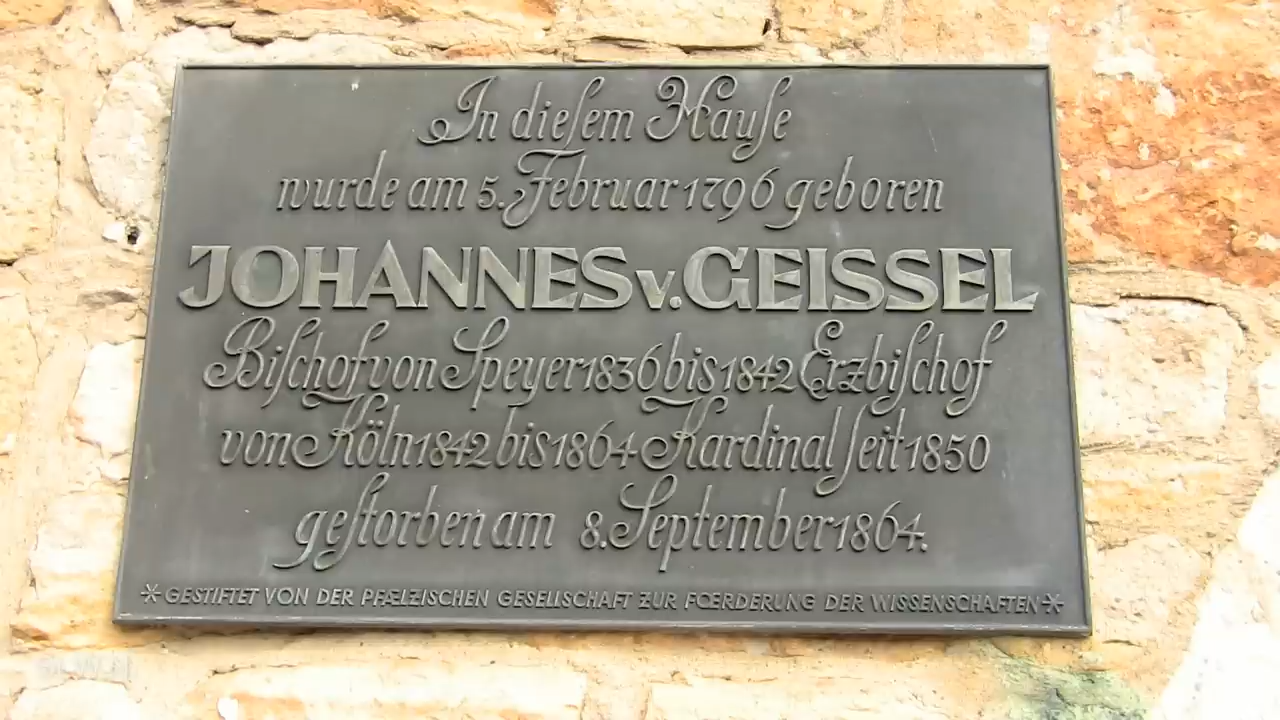 In dieſem Hauſe
wurde am 5. Februar 1796 geboren
JOHANNES v. GEISSEL
Biſchof von Speyer 1836 bis 1842 Erzbiſchof
von Köln 1842 bis 1864 Kardinal ſeit 1850
geſtorben am 8. September 1864.
* GESTIFTET VON DER PFÆLZISCHEN GESELLSCHAFT ZUR FŒRDERUNG DER WISSENSCHAFTEN *